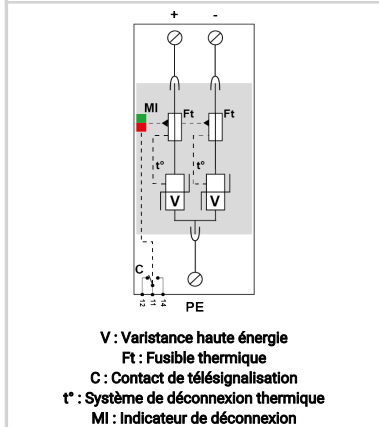 + -
MI Ft Ft
t° t°
V V
C
12 11 14
PE
V : Varistance haute énergie
Ft : Fusible thermique
C : Contact de télésignalisation
t° : Système de déconnexion thermique
MI : Indicateur de déconnexion